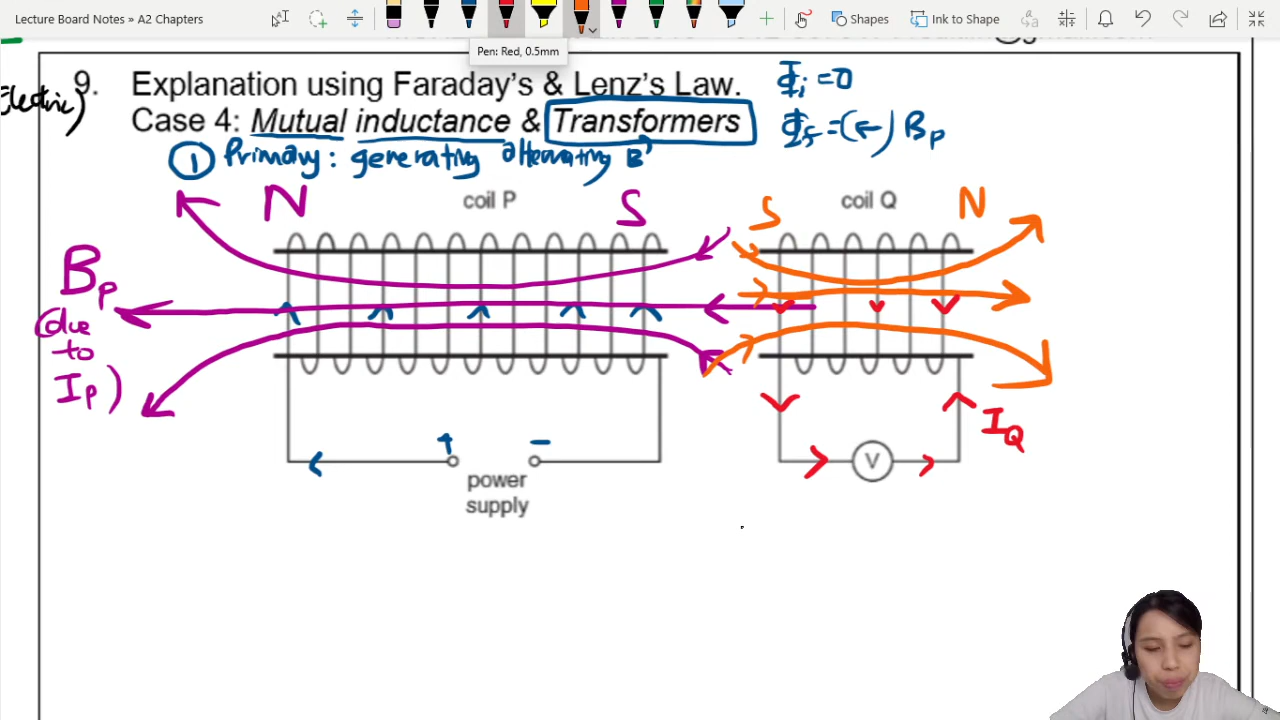 Lecture Board Notes » A2 Chapters
Shapes
Ink to Shape
Pen: Red, 0.5mm
Electric)
9. Explanation using Faraday's & Lenz's Law.
Φi = 0
Case 4: Mutual inductance & Transformers
Φf = (←) Bp
① Primary : generating alternating B
N
coil P
S
S
coil Q
N
Bp
(due
to
Ip)
+
−
IQ
V
power
supply